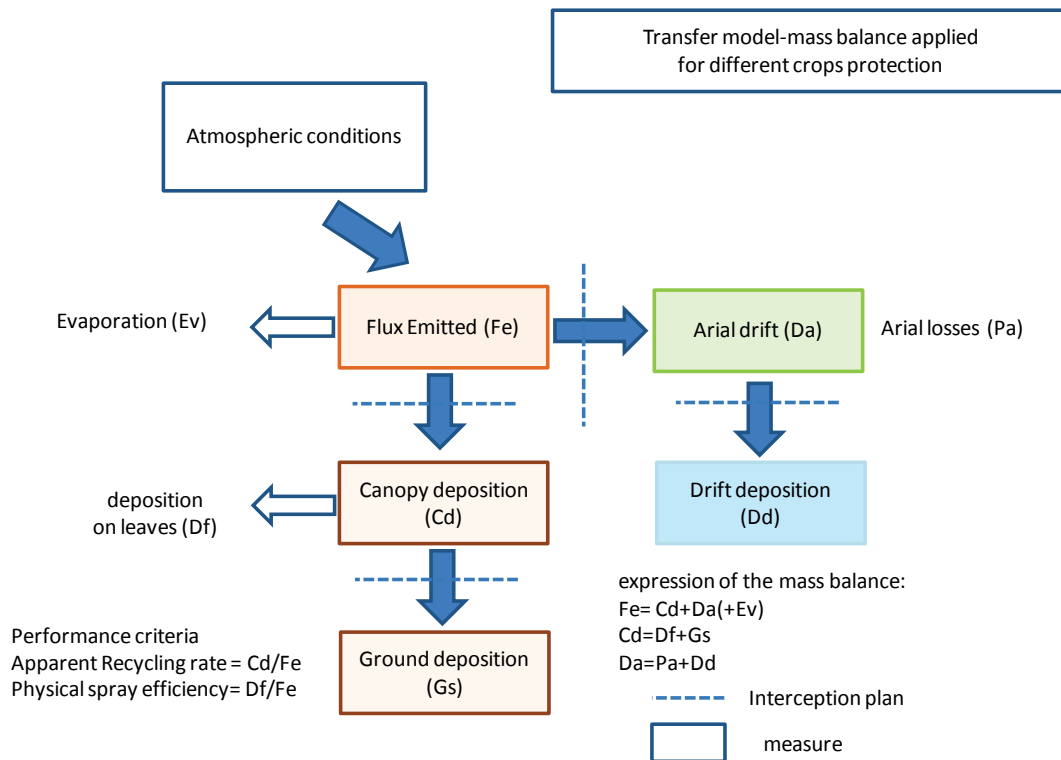 Transfer model-mass balance applied
for different crops protection
Atmospheric conditions
Evaporation (Ev)
Flux Emitted (Fe)
Arial drift (Da)
Arial losses (Pa)
deposition
on leaves (Df)
Canopy deposition
(Cd)
Drift deposition
(Dd)
expression of the mass balance:
Fe= Cd+Da(+Ev)
Cd=Df+Gs
Da=Pa+Dd
Performance criteria
Apparent Recycling rate = Cd/Fe
Physical spray efficiency= Df/Fe
Ground deposition
(Gs)
Interception plan
measure